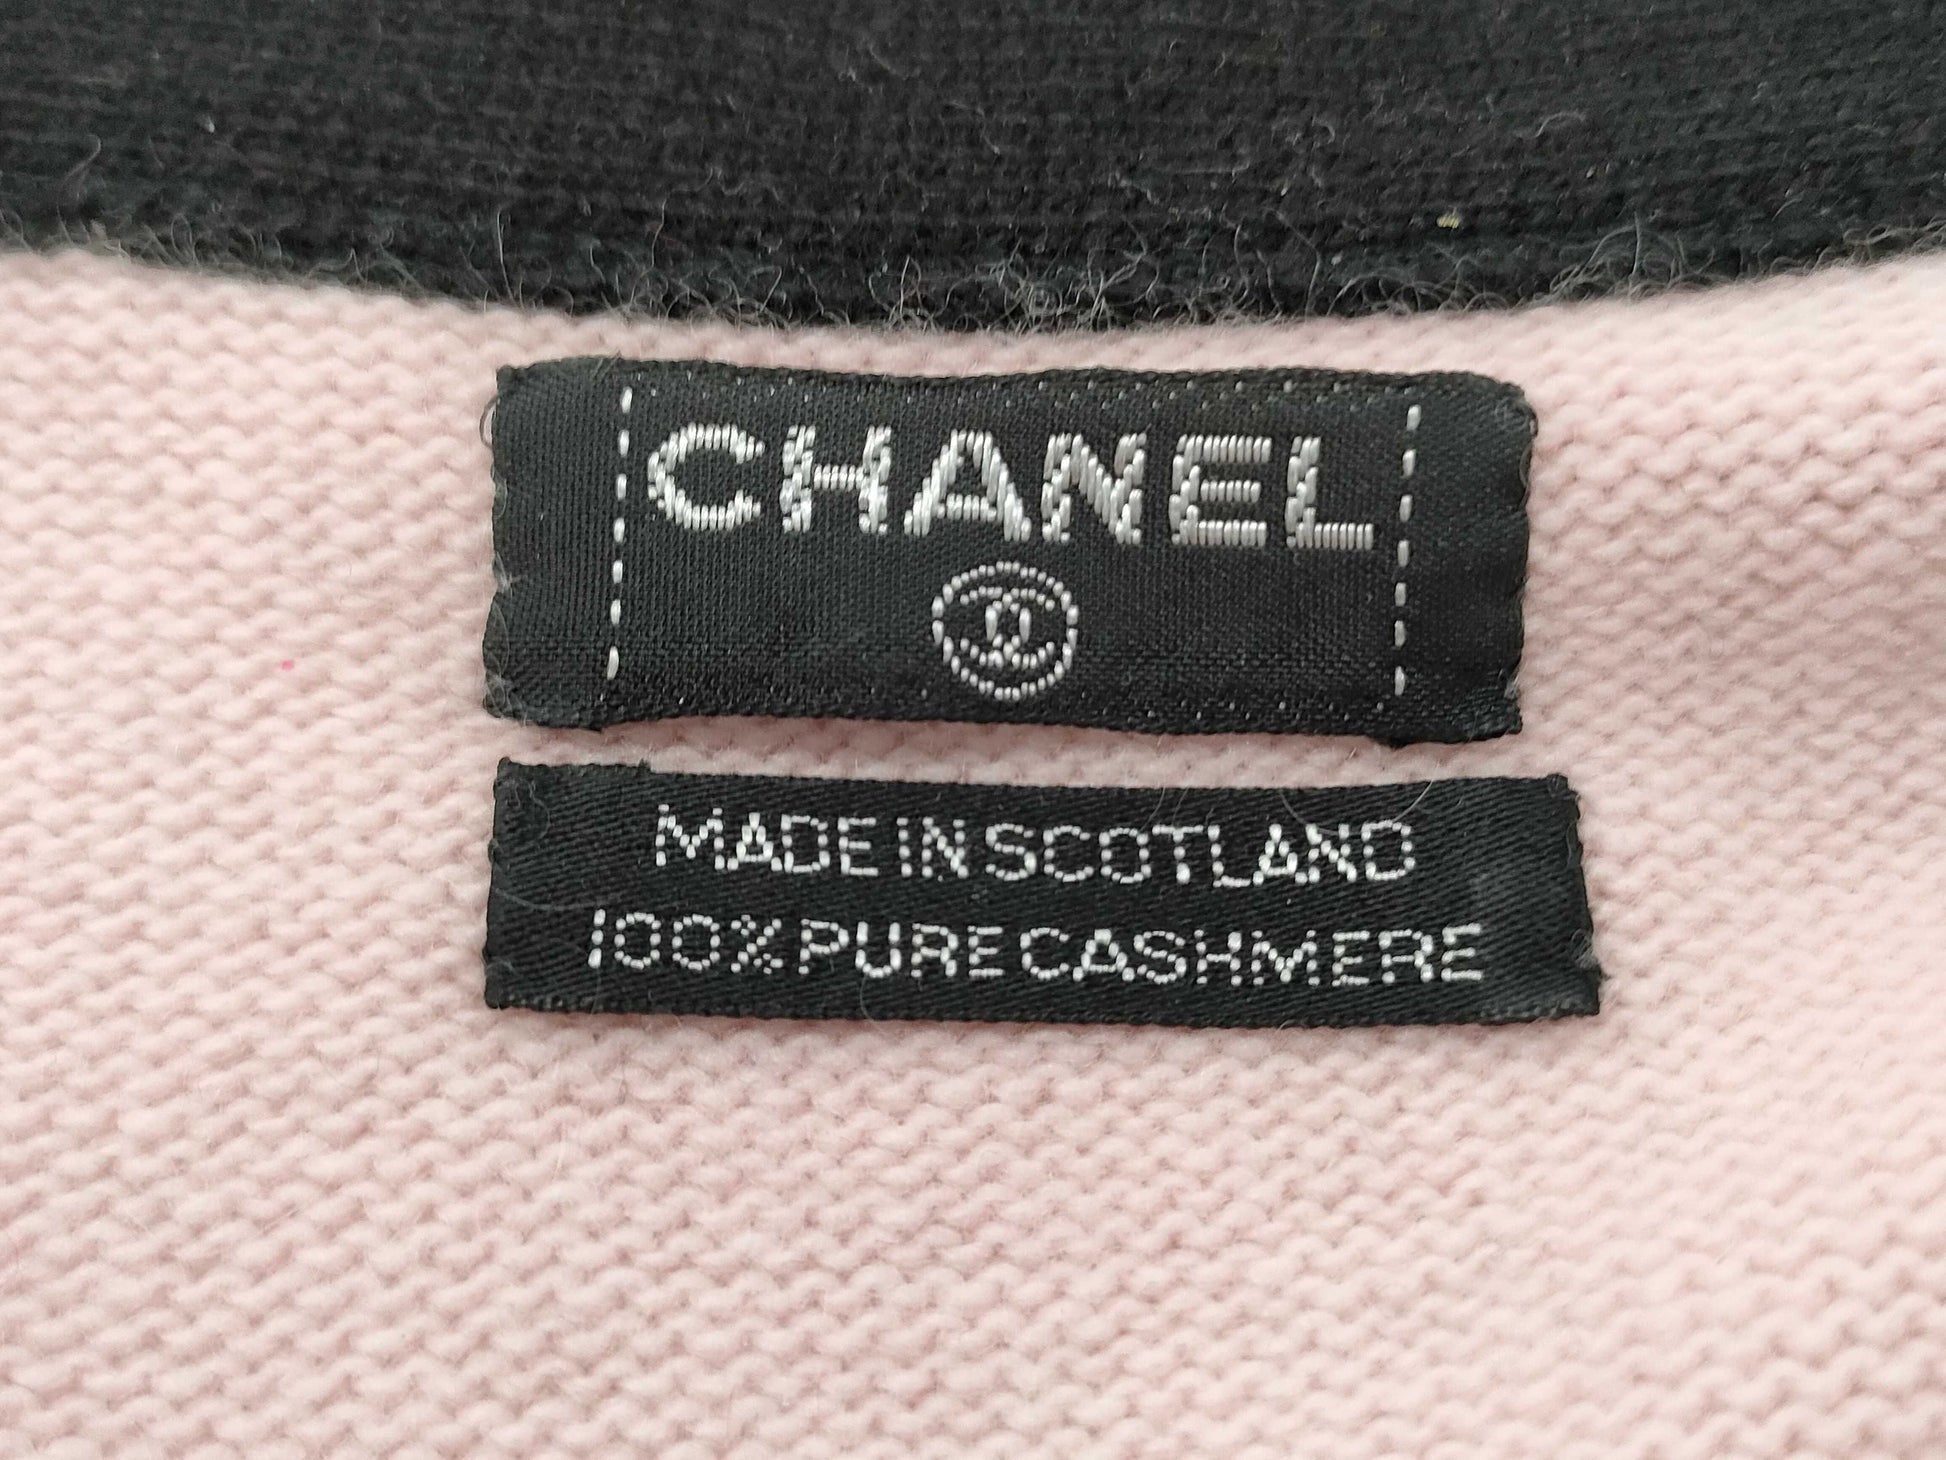 CHANEL
MADE IN SCOTLAND
100% PURE CASHMERE